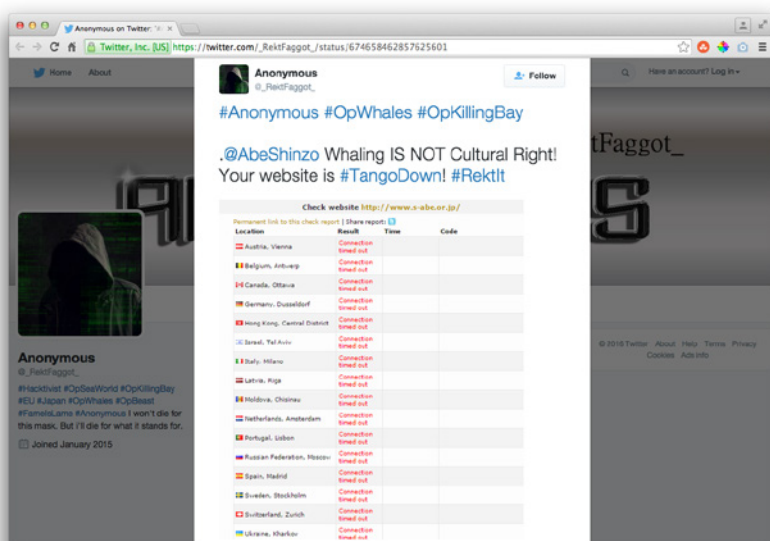 Anonymous on Twitter: "#
Twitter, Inc. [US] https://twitter.com/_RektFaggot_/status/674658462857625601
Home About
Have an account? Log in
Anonymous
@_RektFaggot_
Follow
#Anonymous #OpWhales #OpKillingBay
.@AbeShinzo Whaling IS NOT Cultural Right!
Your website is #TangoDown! #RektIt
tFaggot_
Check website http://www.s-abe.or.jp/
Permanent link to this check report | Share report:
Location Result Time Code
Austria, Vienna Connection timed out
Belgium, Antwerp Connection timed out
Canada, Ottawa Connection timed out
Germany, Dusseldorf Connection timed out
Hong Kong, Central District Connection timed out
Israel, Tel Aviv Connection timed out
Italy, Milano Connection timed out
Latvia, Riga Connection timed out
Moldova, Chisinau Connection timed out
Netherlands, Amsterdam Connection timed out
Portugal, Lisbon Connection timed out
Russian Federation, Moscow Connection timed out
Spain, Madrid Connection timed out
Sweden, Stockholm Connection timed out
Switzerland, Zurich Connection timed out
Ukraine, Kharkov Connection timed out
Anonymous
@_RektFaggot_
#Hacktivist #OpSeaWorld #OpKillingBay
#EU #Japan #OpWhales #OpBeast
#FameIsLame #Anonymous I won't die for
this mask. But i'll die for what it stands for.
Joined January 2015
© 2015 Twitter About Help Terms Privacy
Cookies Ads info